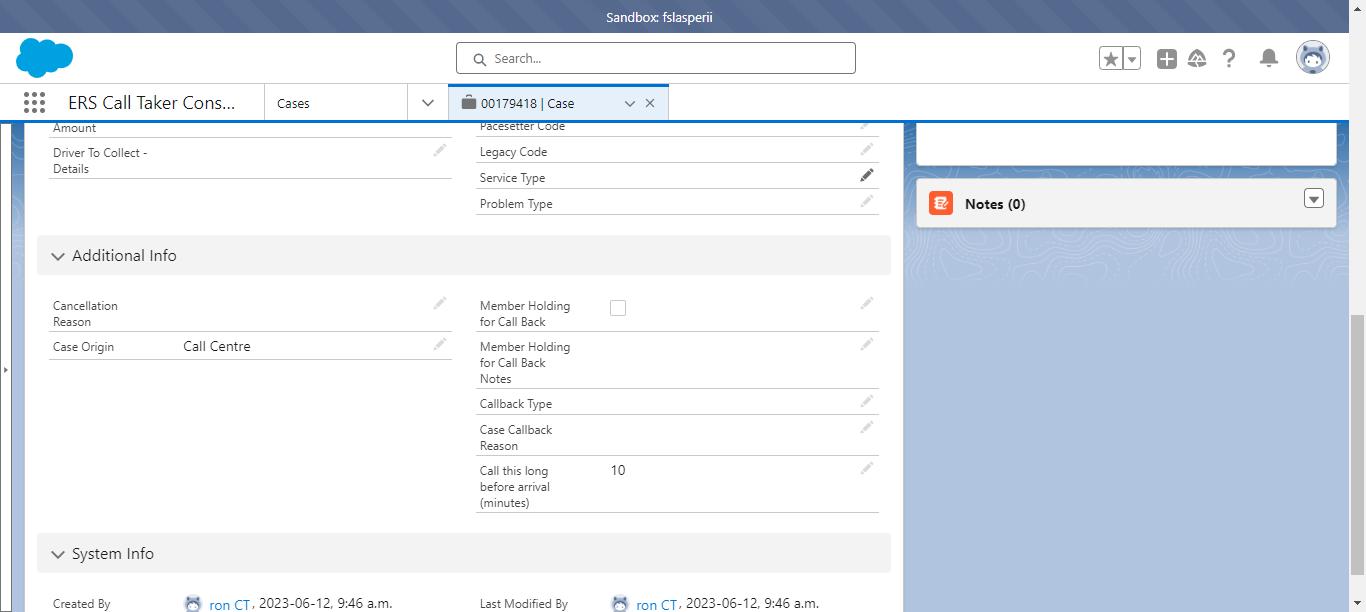 Sandbox: fslasperii
Search...
ERS Call Taker Cons...
Cases
00179418 | Case
Amount
Driver To Collect -
Details
Pacesetter Code
Legacy Code
Service Type
Problem Type
Notes (0)
Additional Info
Cancellation
Reason
Case Origin
Call Centre
Member Holding
for Call Back
Member Holding
for Call Back
Notes
Callback Type
Case Callback
Reason
Call this long
before arrival
(minutes)
10
System Info
Created By
ron CT, 2023-06-12, 9:46 a.m.
Last Modified By
ron CT, 2023-06-12, 9:46 a.m.